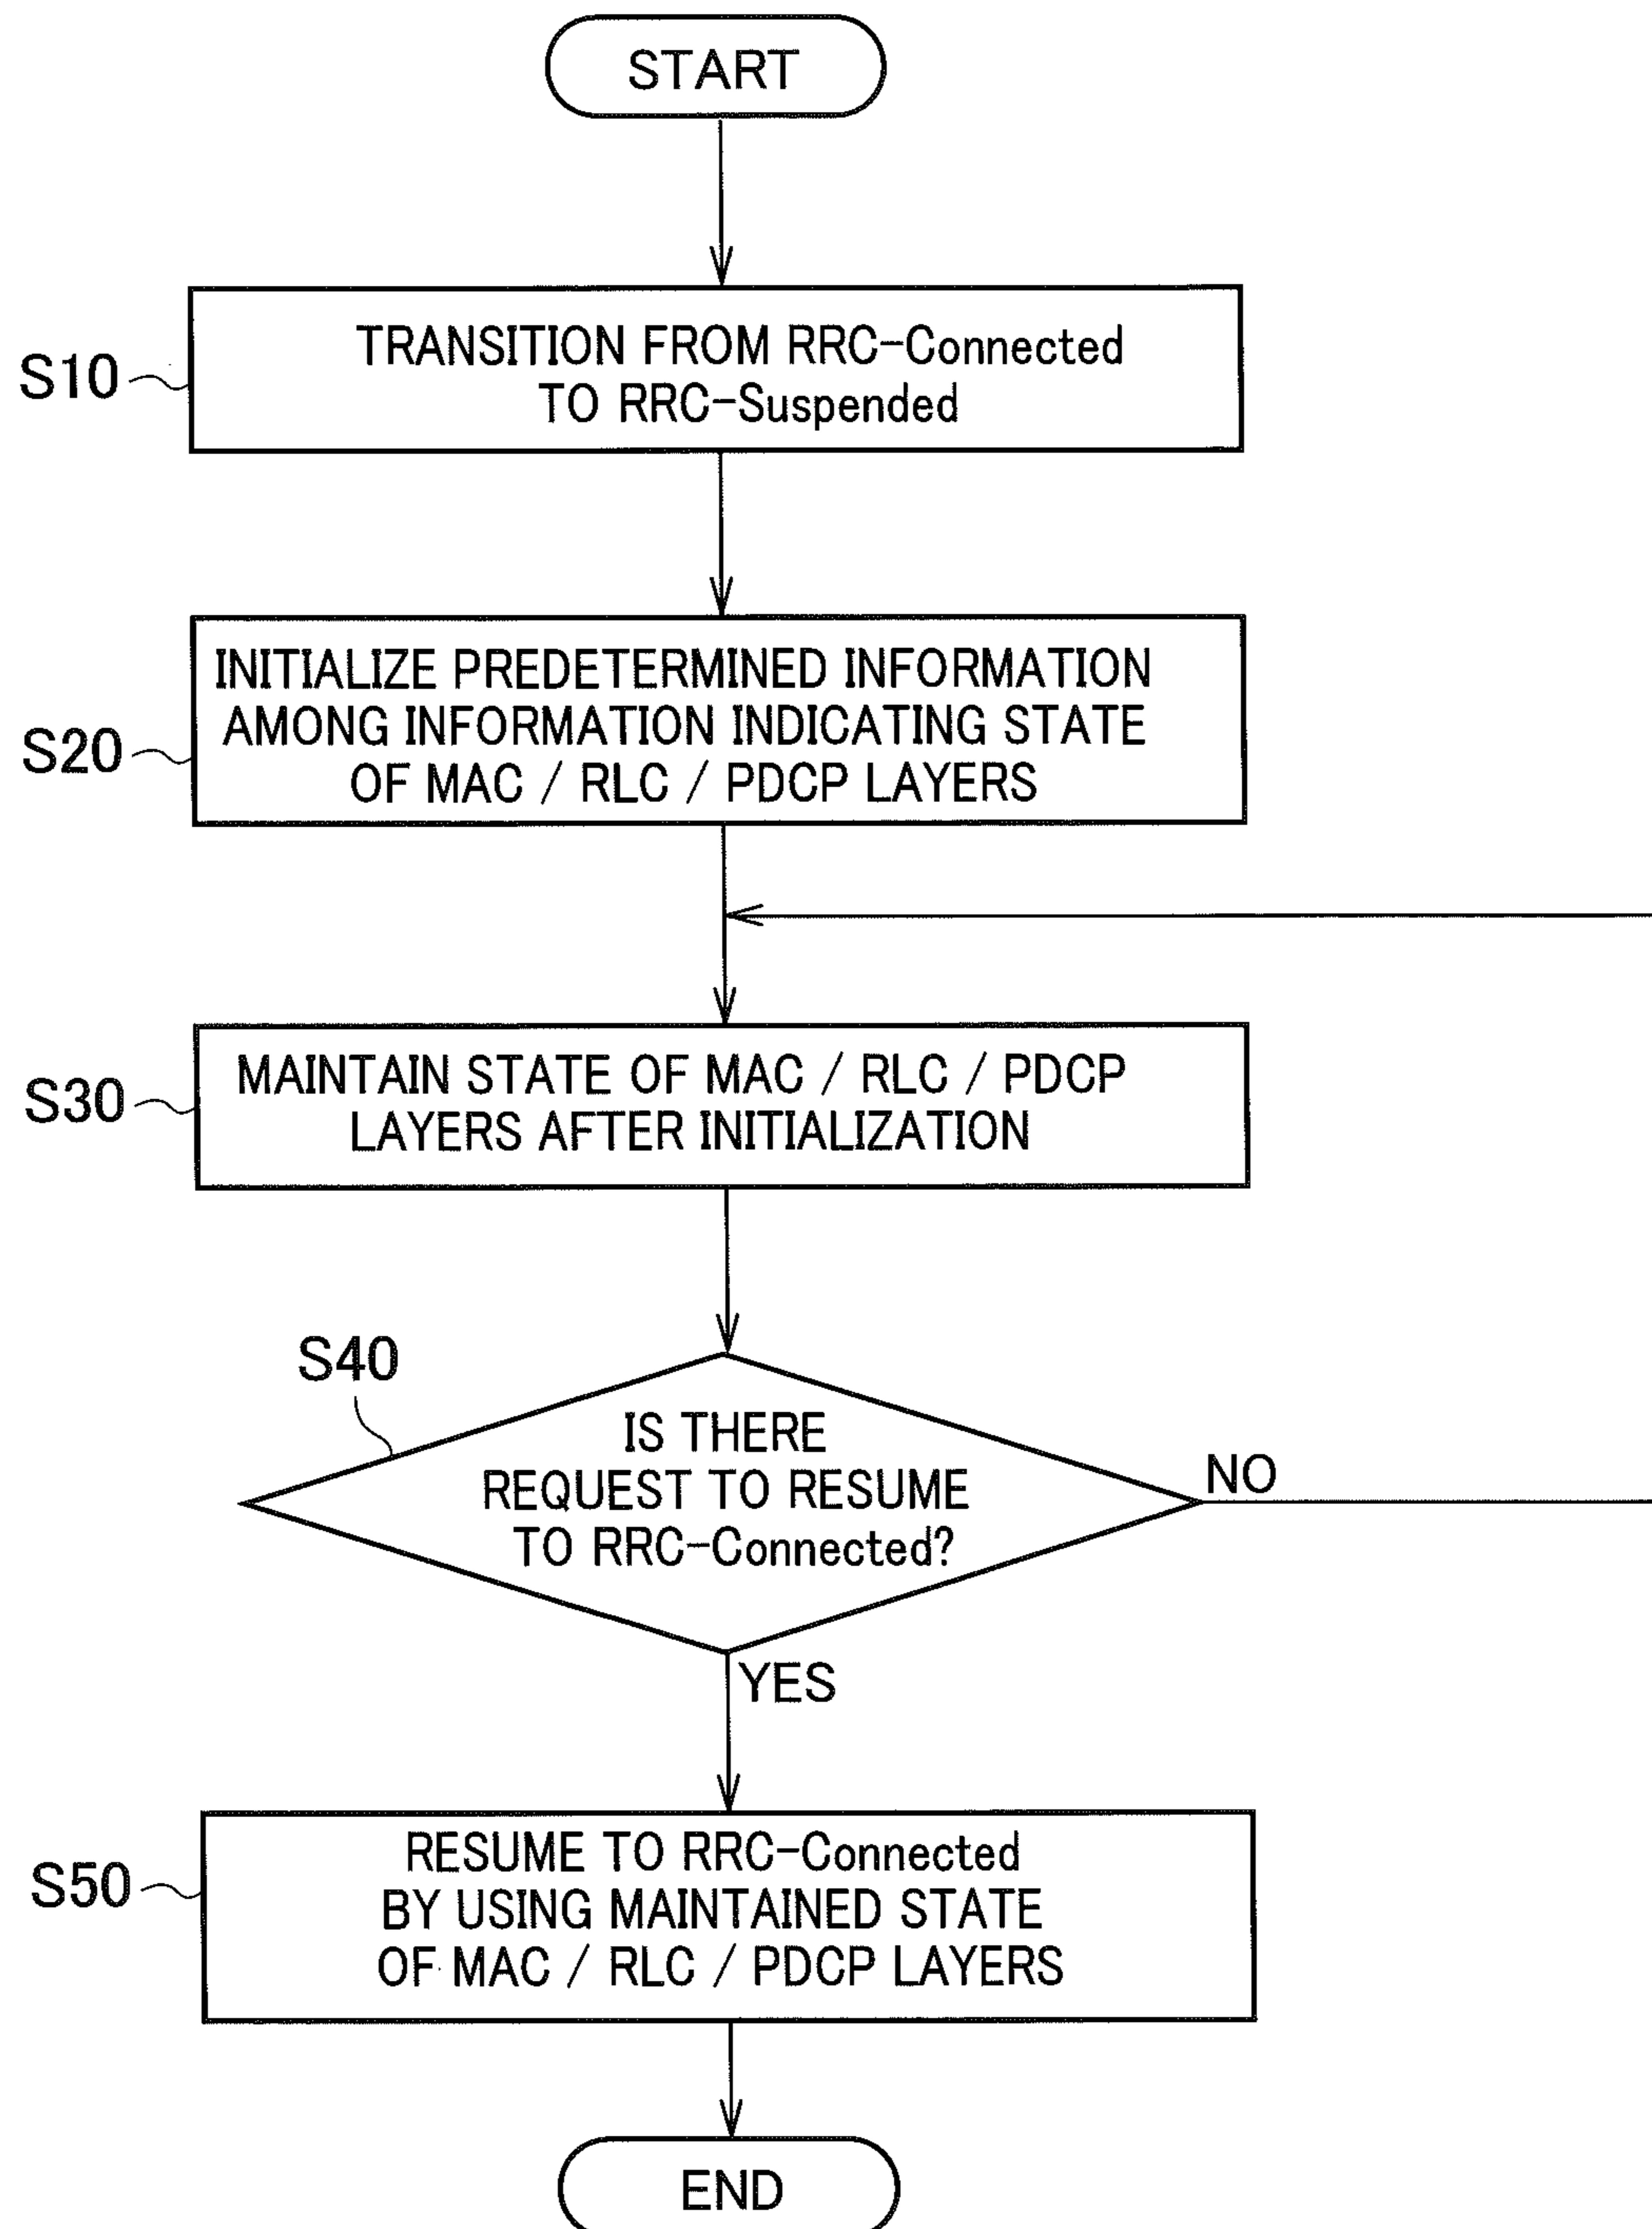 START
S10
TRANSITION FROM RRC-Connected
TO RRC-Suspended
S20
INITIALIZE PREDETERMINED INFORMATION
AMONG INFORMATION INDICATING STATE
OF MAC / RLC / PDCP LAYERS
S30
MAINTAIN STATE OF MAC / RLC / PDCP
LAYERS AFTER INITIALIZATION
S40
IS THERE
REQUEST TO RESUME
TO RRC-Connected?
NO
YES
S50
RESUME TO RRC-Connected
BY USING MAINTAINED STATE
OF MAC / RLC / PDCP LAYERS
END